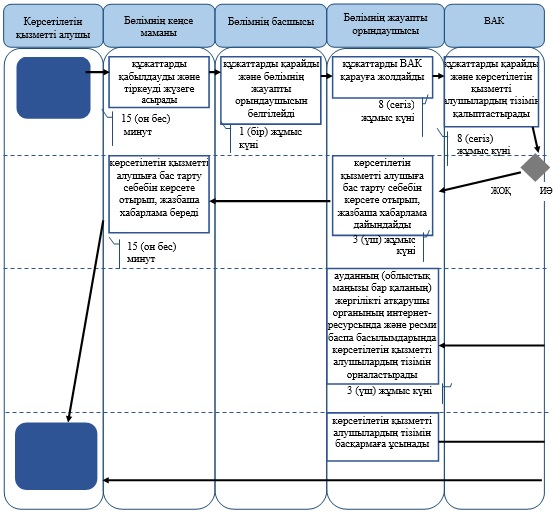 Көрсетілетін
қызметті алушы
Бөлімнің кеңсе
маманы
Бөлімнің басшысы
Бөлімнің жауапты
орындаушысы
ВАК
құжаттарды
қабылдауды және
тіркеуді жүзеге
асырады
15 (он бес)
минут
құжаттарды қарайды
және бөлімнің
жауапты
орындаушысын
белгілейді
1 (бір) жұмыс
күні
құжаттарды ВАК
қарауға жолдайды
8 (сегіз)
жұмыс күні
құжаттарды қарайды
және көрсетілетін
қызметті
алушылардың тізімін
қалыптастырады
8 (сегіз)
жұмыс күні
ЖОҚ
ИӘ
көрсетілетін қызметті
алушыға бас тарту
себебін көрсете
отырып, жазбаша
хабарлама береді
15 (он бес)
минут
көрсетілетін
қызметті алушыға
бас тарту себебін
көрсете отырып,
жазбаша хабарлама
дайындайды
3 (үш) жұмыс
күні
ауданның (облыстық
маңызы бар қаланың)
жергілікті атқарушы
органының интернет-
ресурсында және ресми
баспа басылымдарында
көрсетілетін қызметті
алушылардың тізімін
орналастырады
3 (үш) жұмыс күні
көрсетілетін қызметті
алушылардың тізімін
басқармаға ұсынады